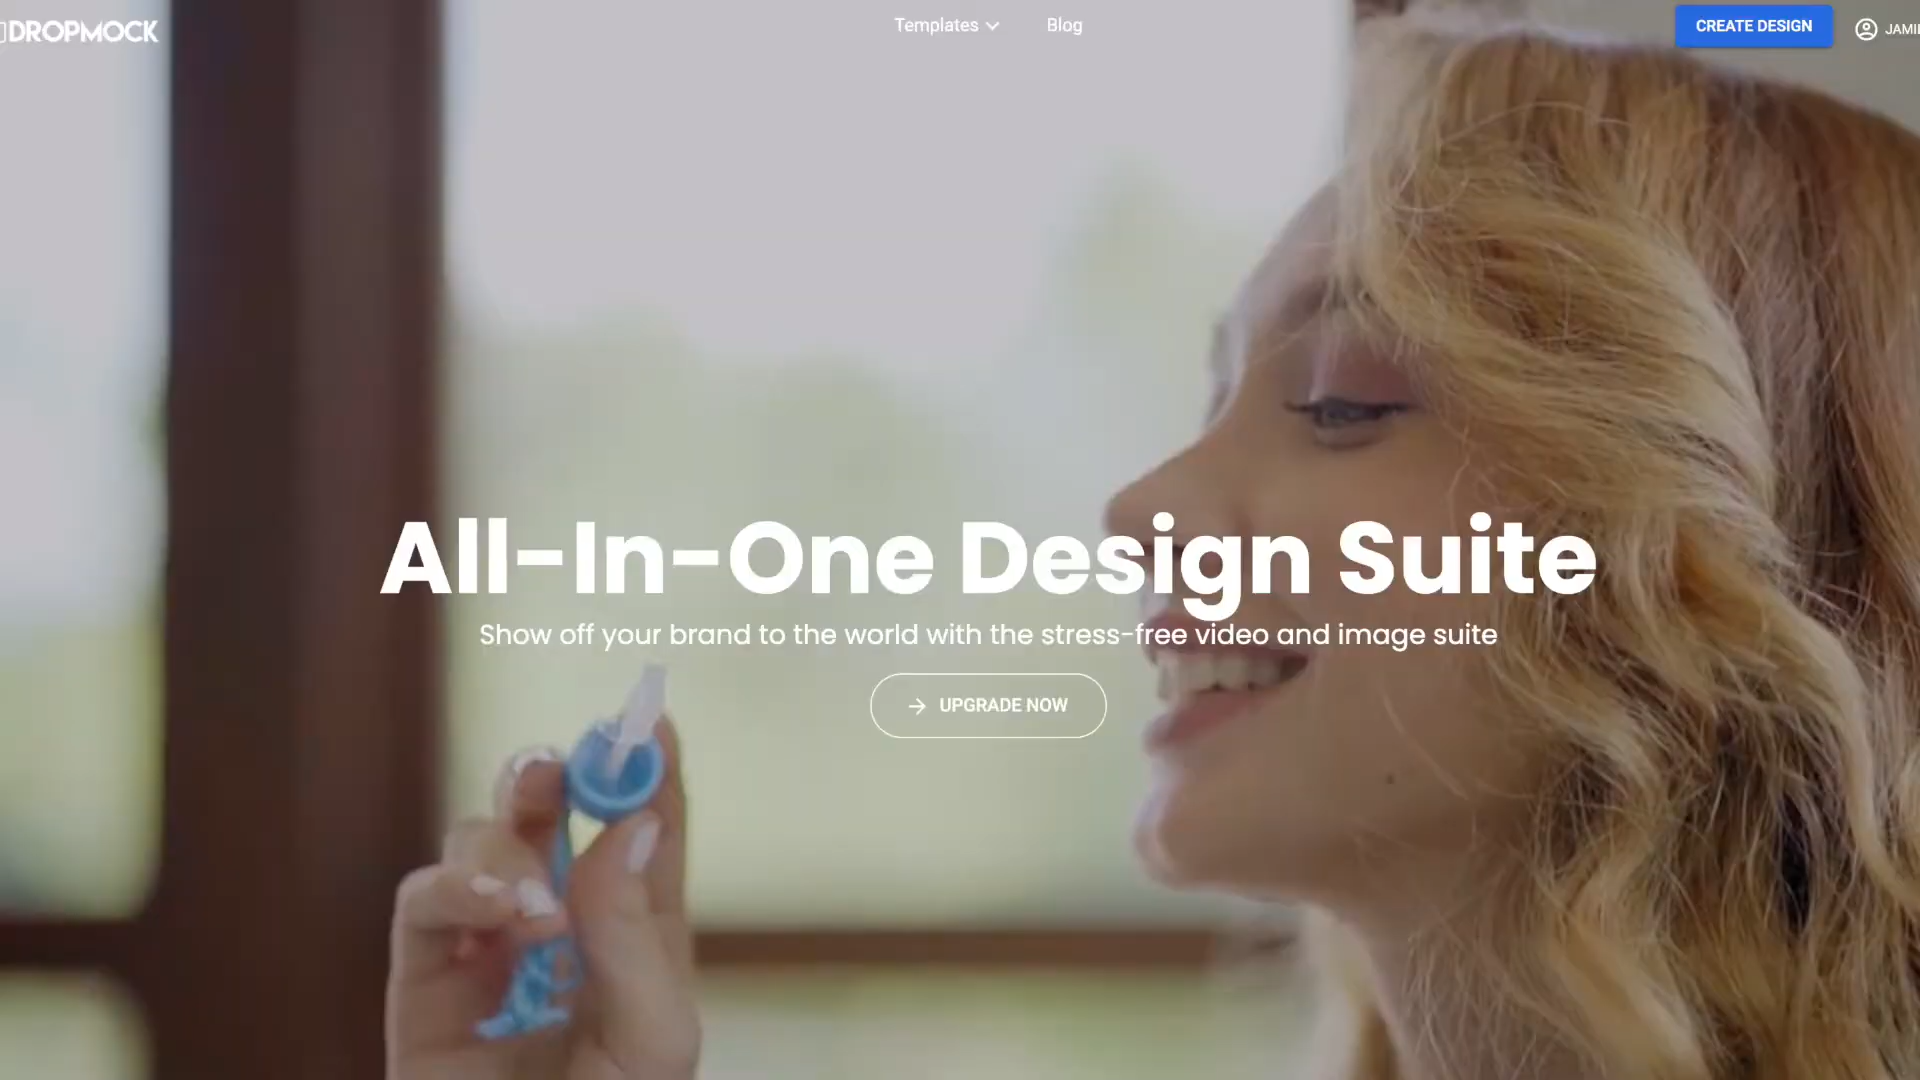 DROPMOCK
Templates
Blog
CREATE DESIGN
All-In-One Design Suite
Show off your brand to the world with the stress-free video and image suite
UPGRADE NOW